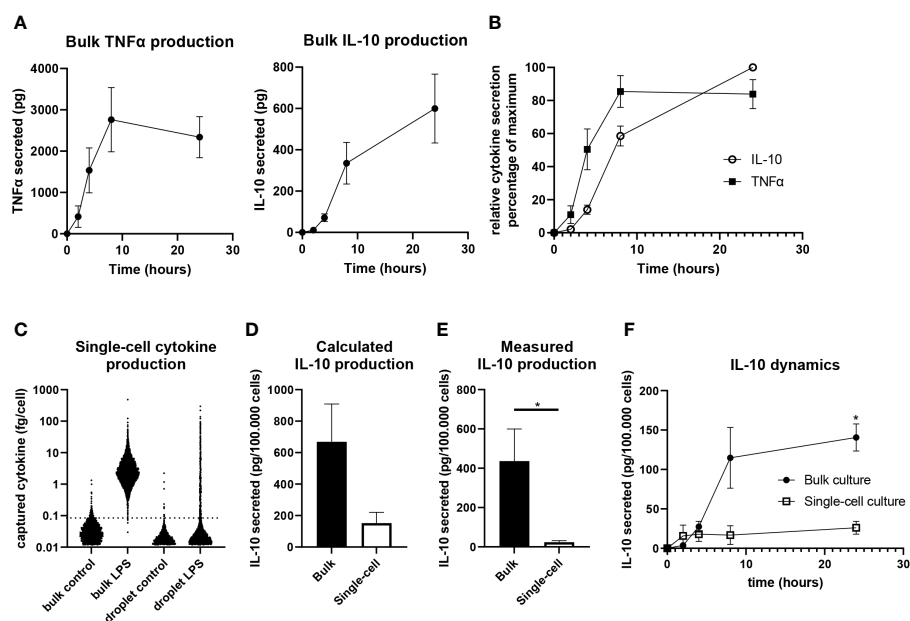 A
Bulk TNFα production
TNFα secreted (pg)
4000
3000
2000
1000
0
0
10
20
30
Time (hours)
Bulk IL-10 production
IL-10 secreted (pg)
800
600
400
200
0
0
10
20
30
Time (hours)
B
relative cytokine secretion
percentage of maximum
100
80
60
40
20
0
0
10
20
30
Time (hours)
IL-10
TNFα
C
Single-cell cytokine
production
captured cytokine (fg/cell)
1000
100
10
1
0.1
0.01
bulk control
bulk LPS
droplet control
droplet LPS
D
Calculated
IL-10 production
IL-10 secreted (pg/100.000 cells)
1000
800
600
400
200
0
Bulk
Single-cell
E
Measured
IL-10 production
IL-10 secreted (pg/100.000 cells)
800
600
400
200
0
*
Bulk
Single-cell
F
IL-10 dynamics
IL-10 secreted (pg/100.000 cells)
200
150
100
50
0
0
10
20
30
time (hours)
*
Bulk culture
Single-cell culture